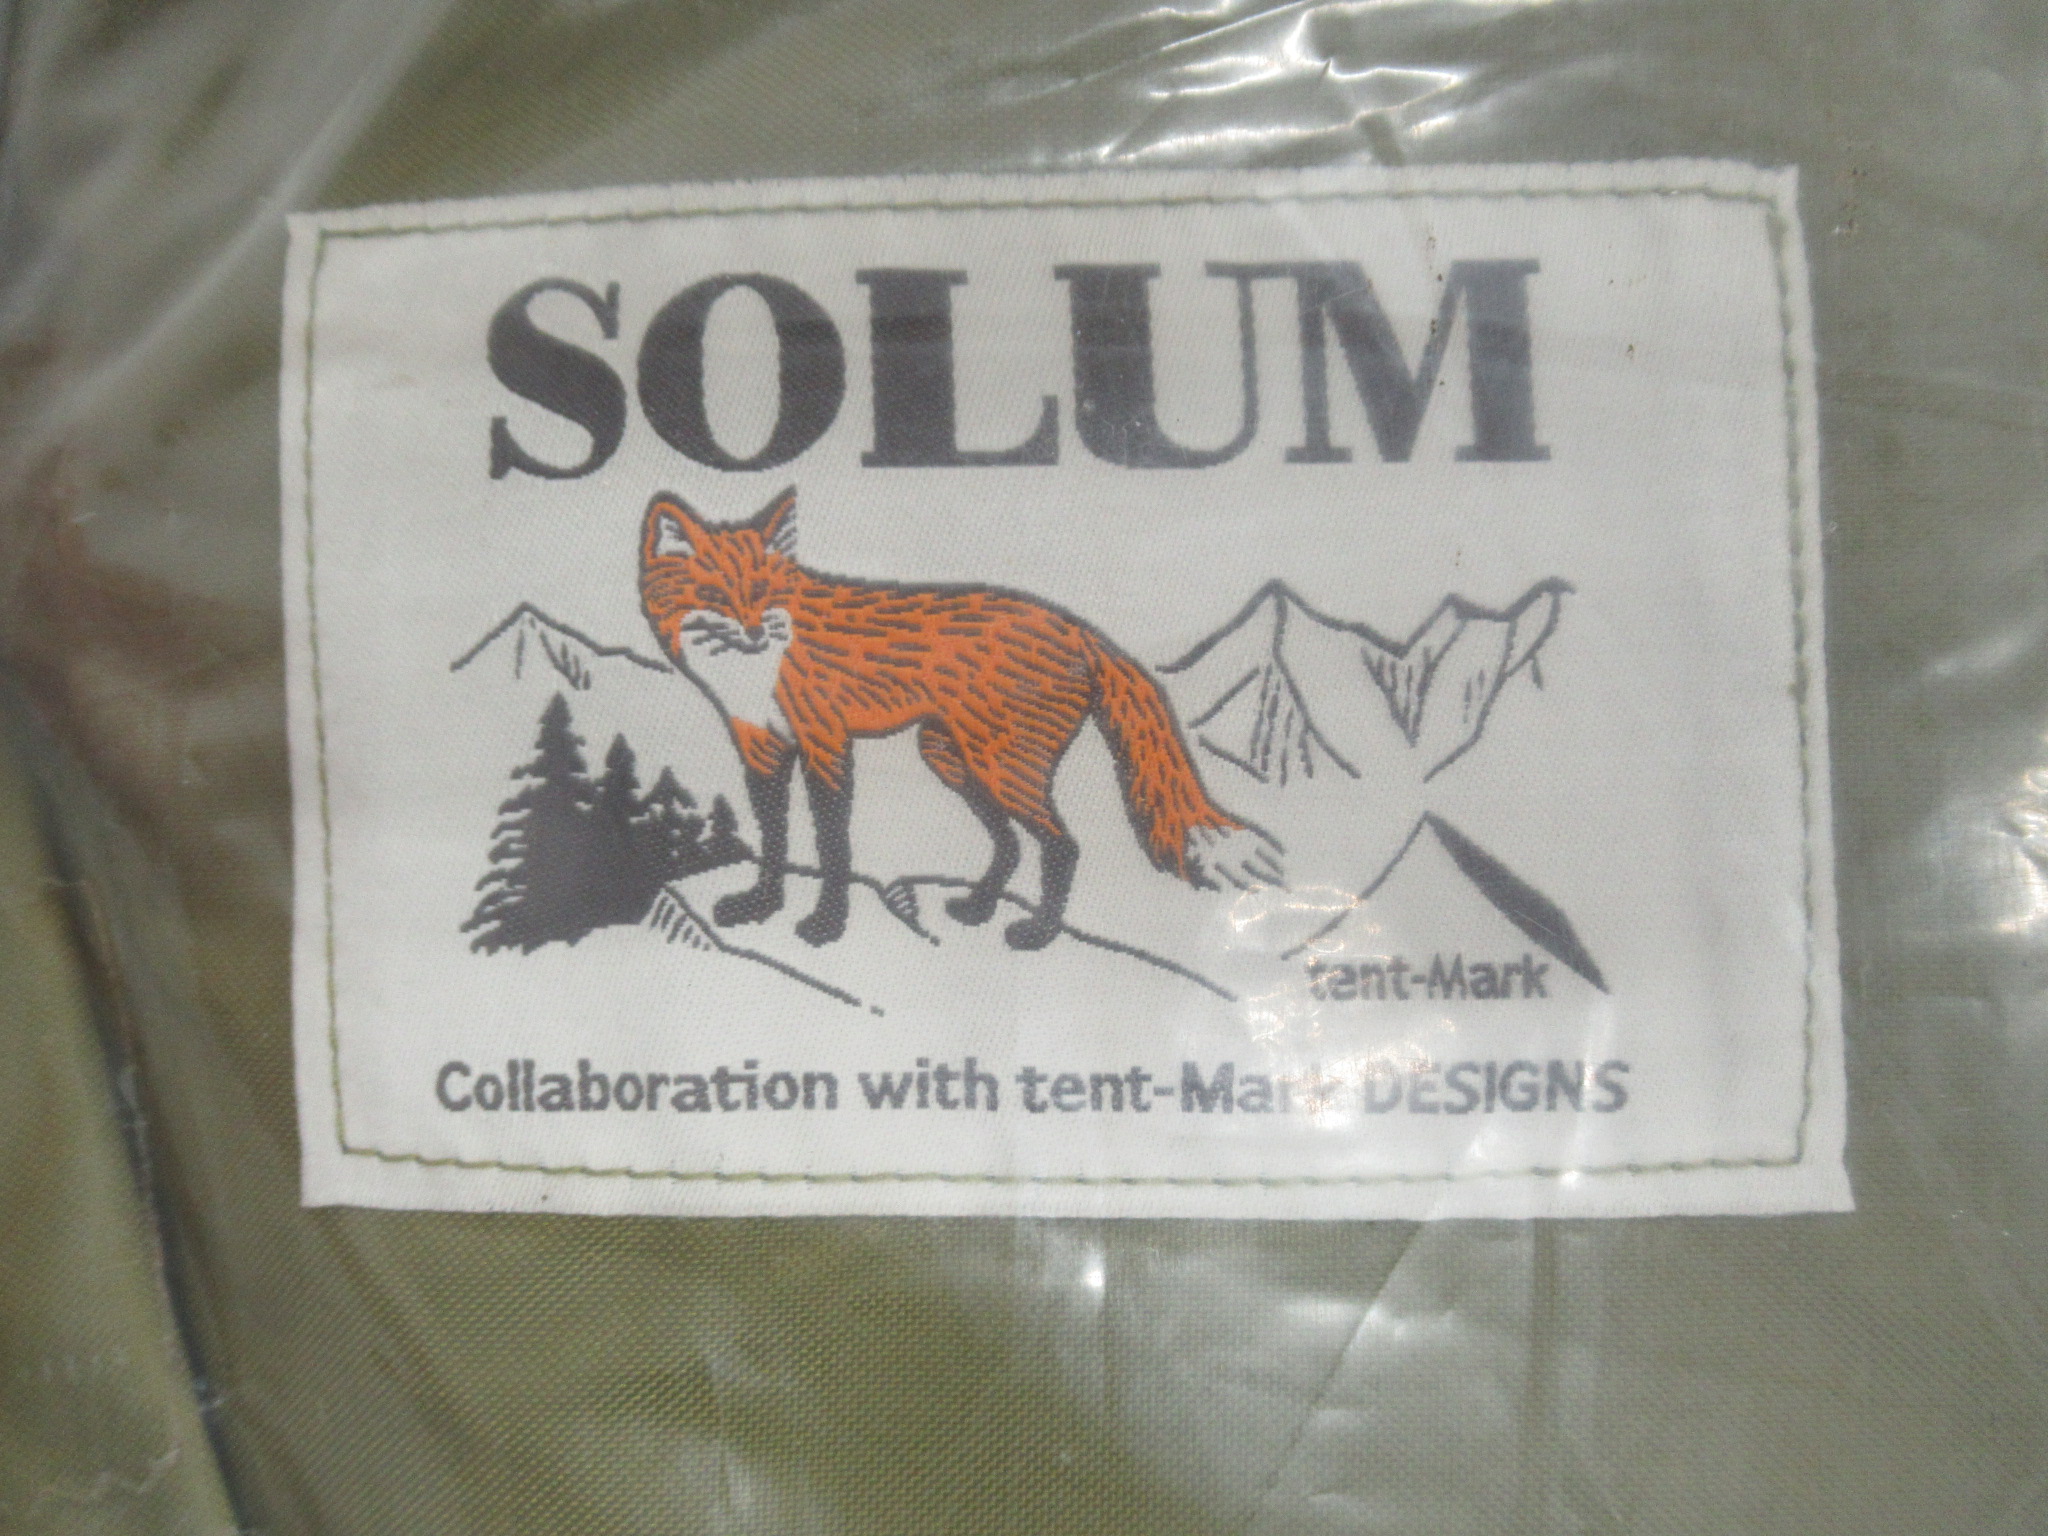 SOLUM
tent-Mark
Collaboration with tent-Mark DESIGNS